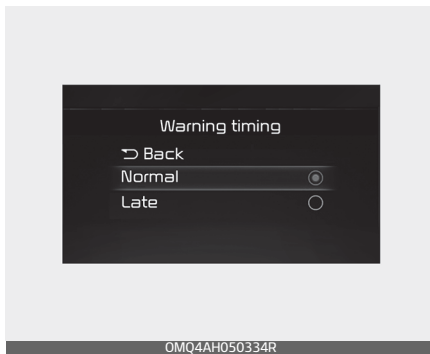 Warning timing
Back
Normal
Late
OMQ4AH050334R